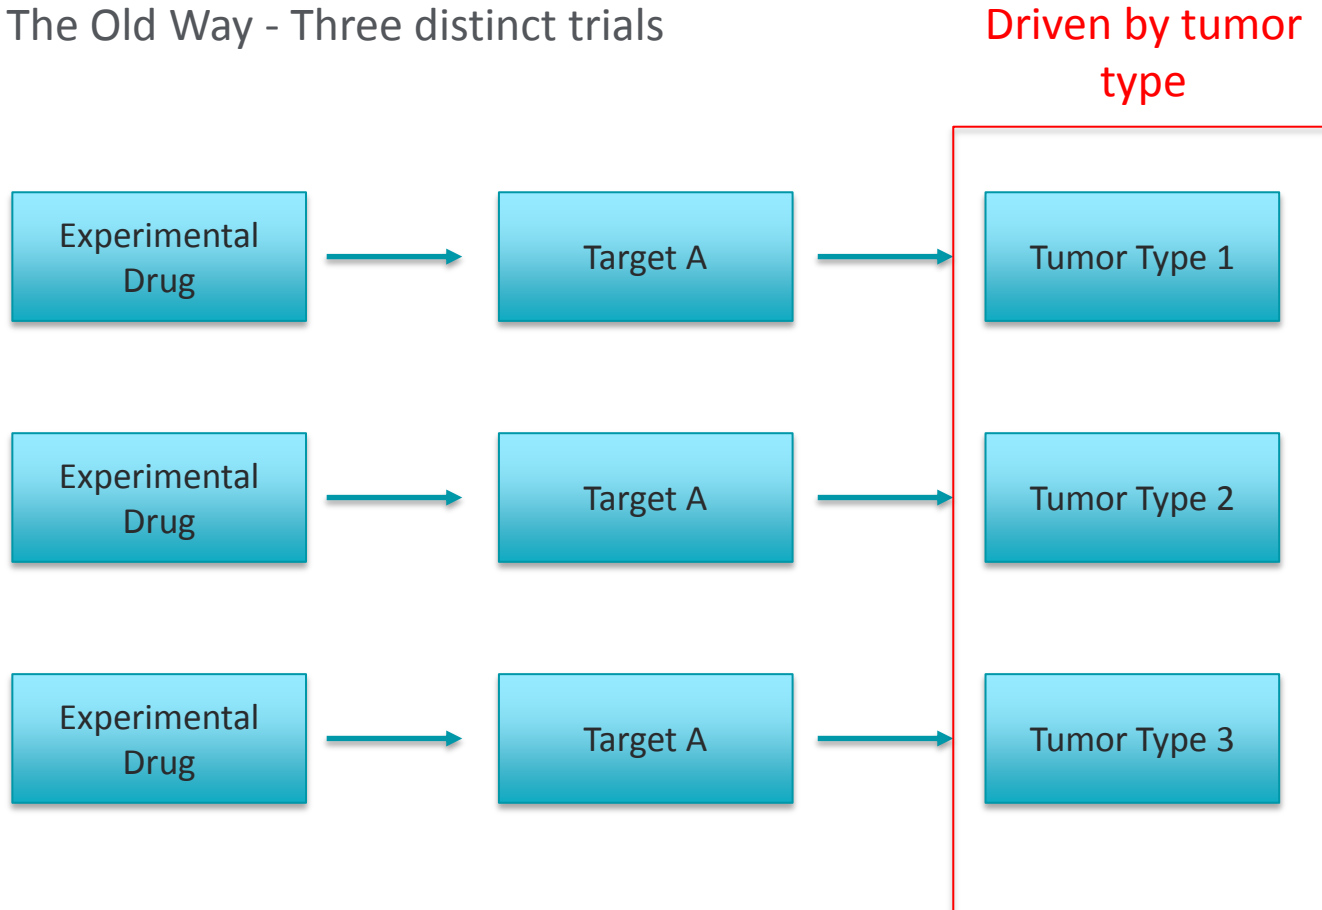 The Old Way - Three distinct trials
Driven by tumor
type
Experimental
Drug
Target A
Tumor Type 1
Experimental
Drug
Target A
Tumor Type 2
Experimental
Drug
Target A
Tumor Type 3